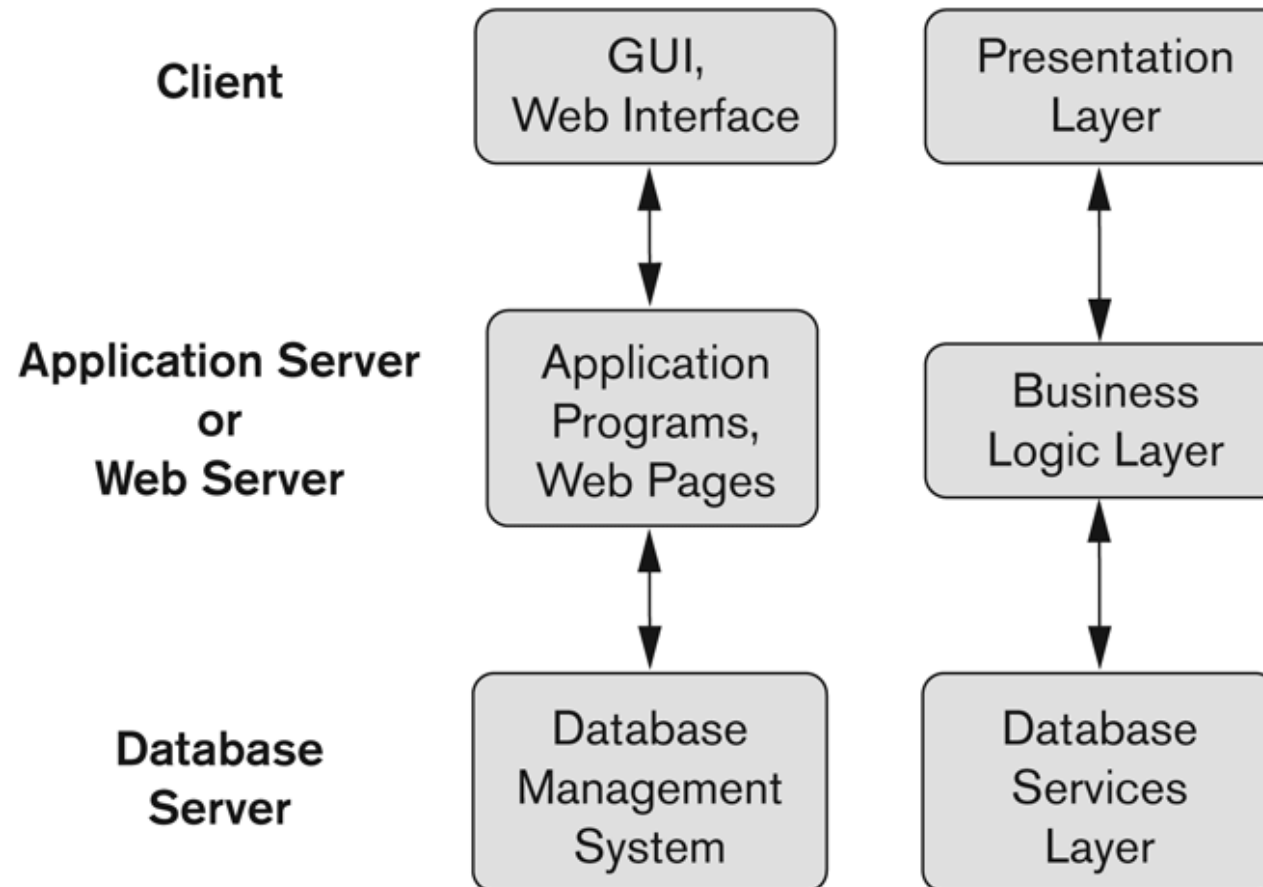 Client
GUI,
Web Interface
Presentation
Layer
Application Server
or
Web Server
Application
Programs,
Web Pages
Business
Logic Layer
Database
Server
Database
Management
System
Database
Services
Layer